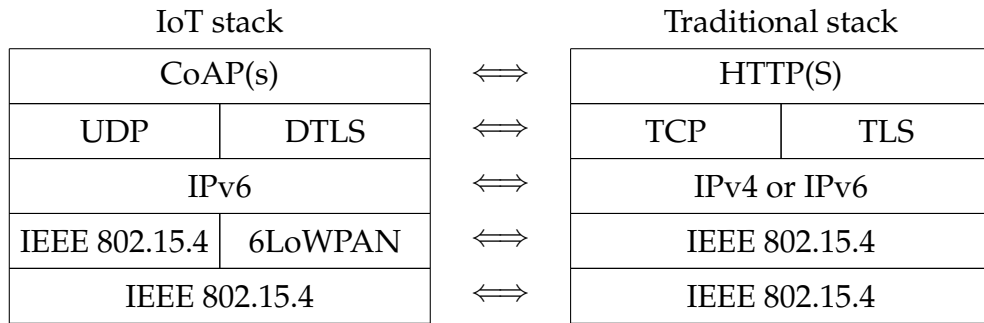 IoT stack Traditional stack
CoAP(s) ⟺ HTTP(S)
UDP DTLS ⟺ TCP TLS
IPv6 ⟺ IPv4 or IPv6
IEEE 802.15.4 6LoWPAN ⟺ IEEE 802.15.4
IEEE 802.15.4 ⟺ IEEE 802.15.4